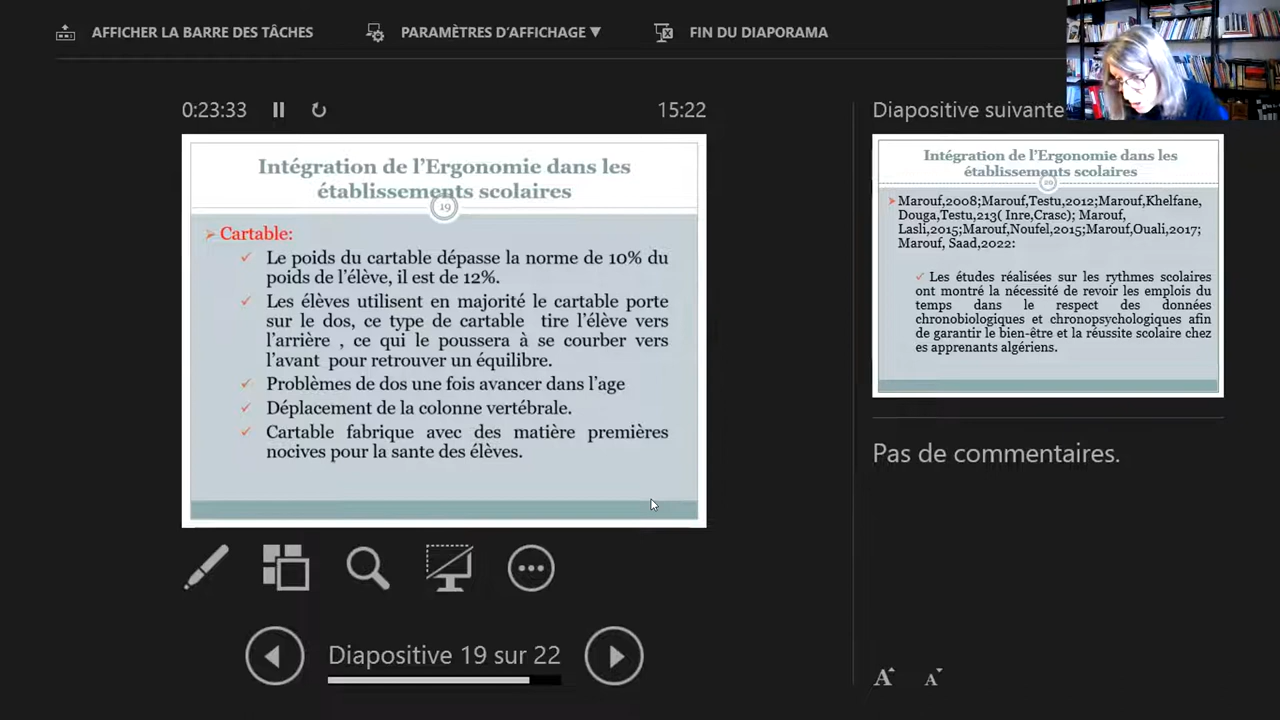 AFFICHER LA BARRE DES TÂCHES
PARAMÈTRES D'AFFICHAGE ▼
FIN DU DIAPORAMA
0:23:33
15:22
Intégration de l'Ergonomie dans les
établissements scolaires
19
Cartable:
Le poids du cartable dépasse la norme de 10% du
poids de l'élève, il est de 12%.
Les élèves utilisent en majorité le cartable porte
sur le dos, ce type de cartable tire l'élève vers
l'arrière , ce qui le poussera à se courber vers
l'avant pour retrouver un équilibre.
Problèmes de dos une fois avancer dans l'age
Déplacement de la colonne vertébrale.
Cartable fabrique avec des matière premières
nocives pour la sante des élèves.
Diapositive 19 sur 22
Diapositive suivante
Intégration de l'Ergonomie dans les
établissements scolaires
20
Marouf,2008;Marouf,Testu,2012;Marouf,Khelfane,
Douga,Testu,213( Inre,Crasc); Marouf,
Lasli,2015;Marouf,Noufel,2015;Marouf,Ouali,2017;
Marouf, Saad,2022:
Les études réalisées sur les rythmes scolaires
ont montré la nécessité de revoir les emplois du
temps dans le respect des données
chronobiologiques et chronopsychologiques afin
de garantir le bien-être et la réussite scolaire chez
es apprenants algériens.
Pas de commentaires.
A A